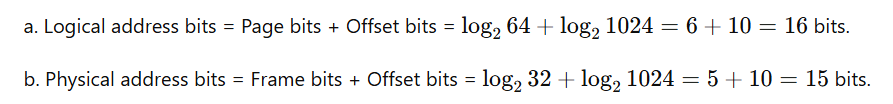 a. Logical address bits = Page bits + Offset bits = log₂ 64 + log₂ 1024 = 6 + 10 = 16 bits.
b. Physical address bits = Frame bits + Offset bits = log₂ 32 + log₂ 1024 = 5 + 10 = 15 bits.